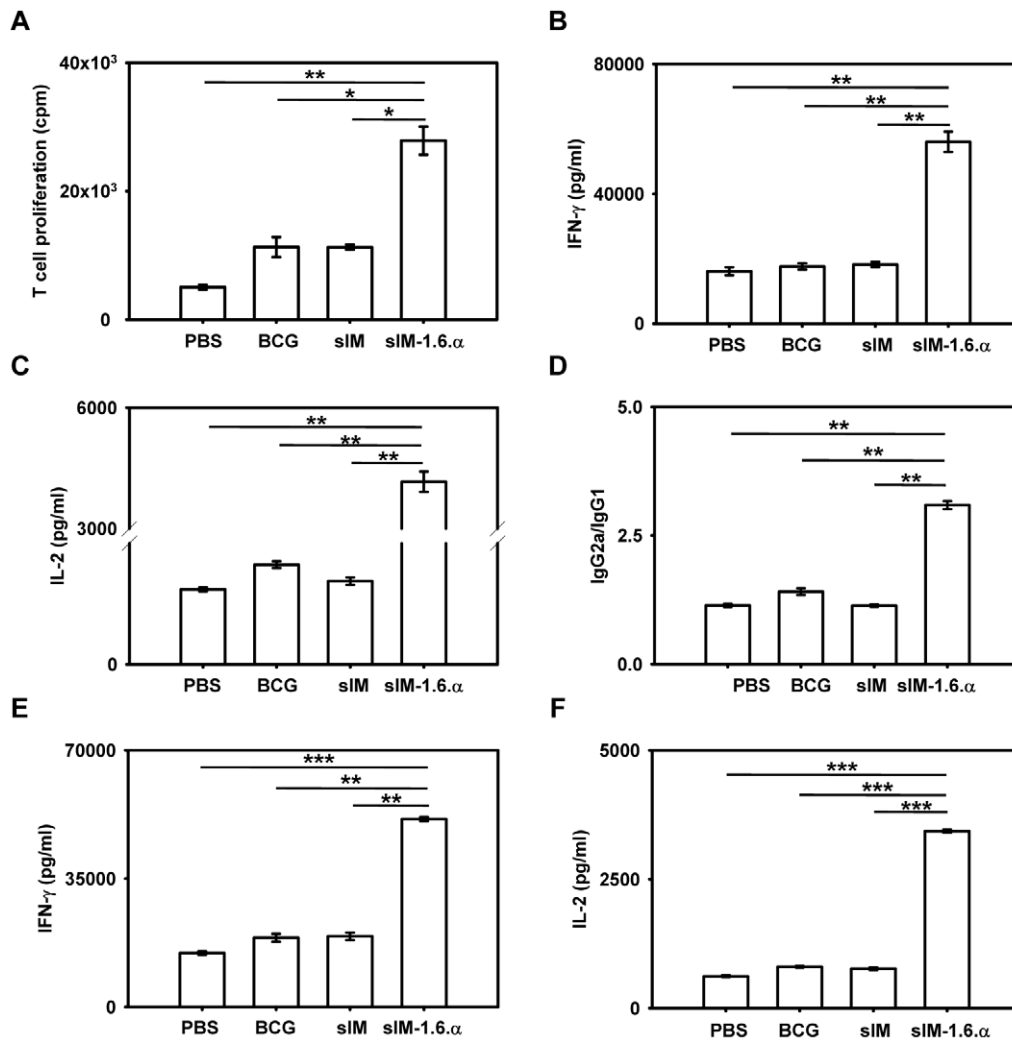 A
T cell proliferation (cpm)
40x10³
20x10³
0
**
*
*
PBS BCG sIM sIM-1.6.α
B
IFN-γ (pg/ml)
80000
40000
0
**
**
**
PBS BCG sIM sIM-1.6.α
C
IL-2 (pg/ml)
6000
3000
0
**
**
**
PBS BCG sIM sIM-1.6.α
D
IgG2a/IgG1
5.0
2.5
0.0
**
**
**
PBS BCG sIM sIM-1.6.α
E
IFN-γ (pg/ml)
70000
35000
0
***
**
**
PBS BCG sIM sIM-1.6.α
F
IL-2 (pg/ml)
5000
2500
0
***
***
***
PBS BCG sIM sIM-1.6.α